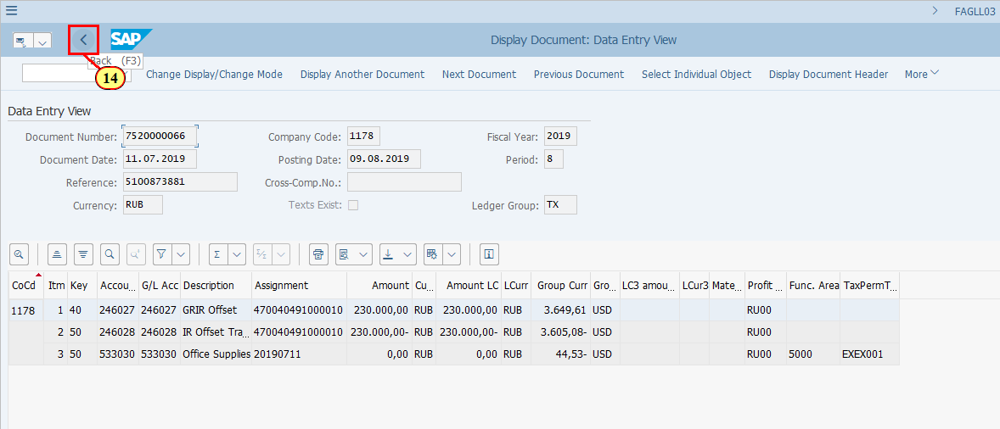 FAGLL03
SAP Display Document: Data Entry View
Back (F3)
14 Change Display/Change Mode Display Another Document Next Document Previous Document Select Individual Object Display Document Header More
Data Entry View
Document Number: 7520000066 Company Code: 1178 Fiscal Year: 2019
Document Date: 11.07.2019 Posting Date: 09.08.2019 Period: 8
Reference: 5100873881 Cross-Comp.No.:
Currency: RUB Texts Exist: Ledger Group: TX
CoCd Itm Key Accou... G/L Acc Description Assignment Amount Cu... Amount LC LCurr Group Curr Gro... LC3 amou... LCur3 Mate... Profit ... Func. Area TaxPermT...
1178 1 40 246027 246027 GRIR Offset 470040491000010 230.000,00 RUB 230.000,00 RUB 3.649,61 USD RU00
2 50 246028 246028 IR Offset Tra... 470040491000010 230.000,00- RUB 230.000,00- RUB 3.605,08- USD RU00
3 50 533030 533030 Office Supplies 20190711 0,00 RUB 0,00 RUB 44,53- USD RU00 5000 EXEX001